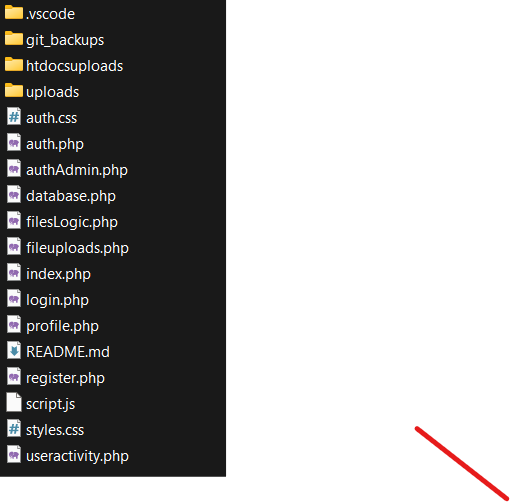 .vscode
git_backups
htdocsuploads
uploads
auth.css
auth.php
authAdmin.php
database.php
filesLogic.php
fileuploads.php
index.php
login.php
profile.php
README.md
register.php
script.js
styles.css
useractivity.php